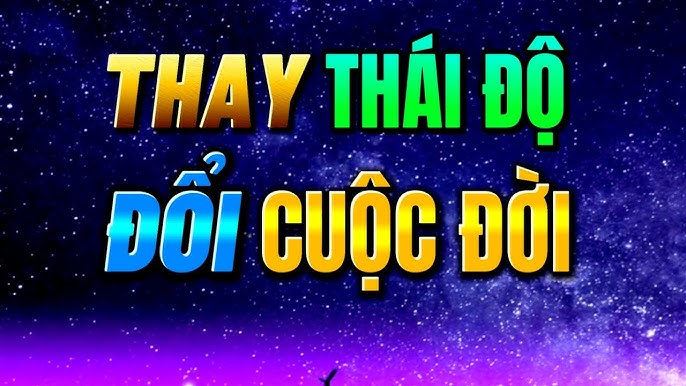 THAY THÁI ĐỘ
ĐỔI CUỘC ĐỜI